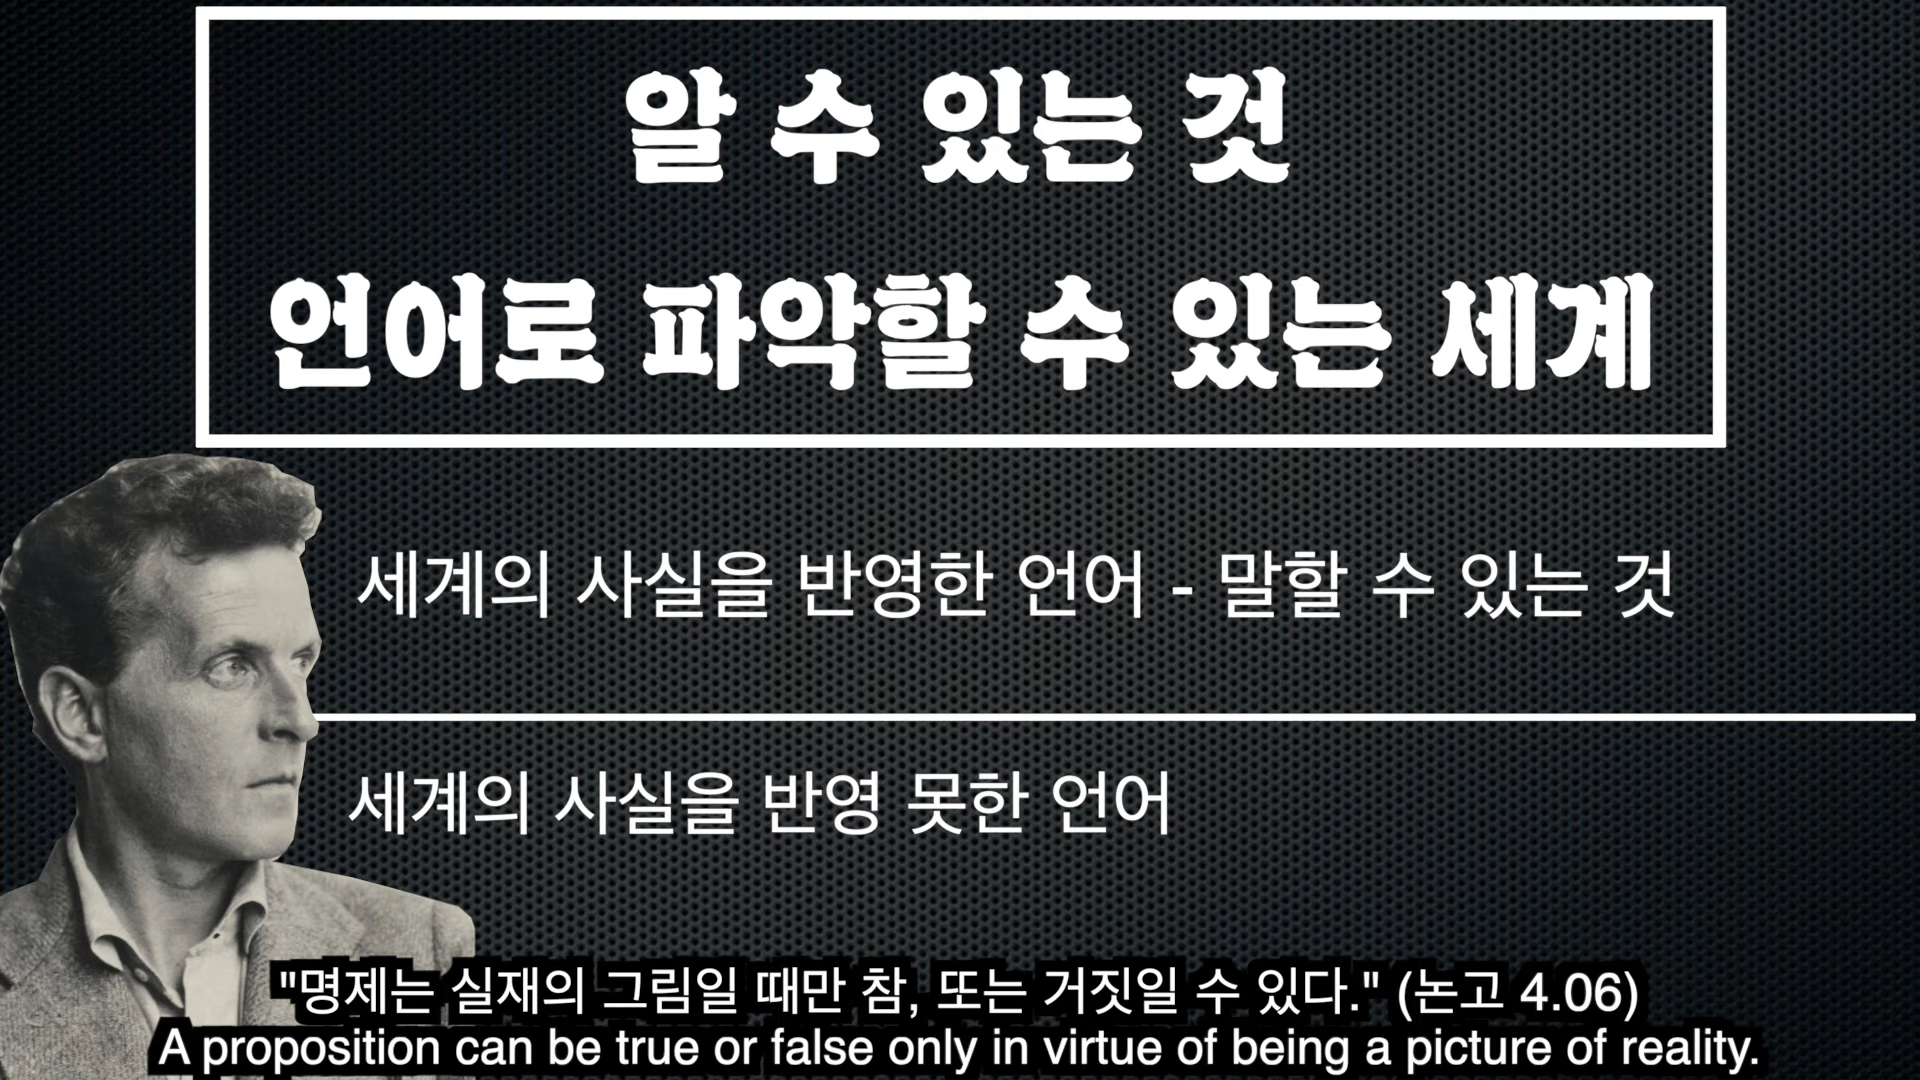 알 수 있는 것
언어로 파악할 수 있는 세계
세계의 사실을 반영한 언어 - 말할 수 있는 것
세계의 사실을 반영 못한 언어
"명제는 실재의 그림일 때만 참, 또는 거짓일 수 있다." (논고 4.06)
A proposition can be true or false only in virtue of being a picture of reality.